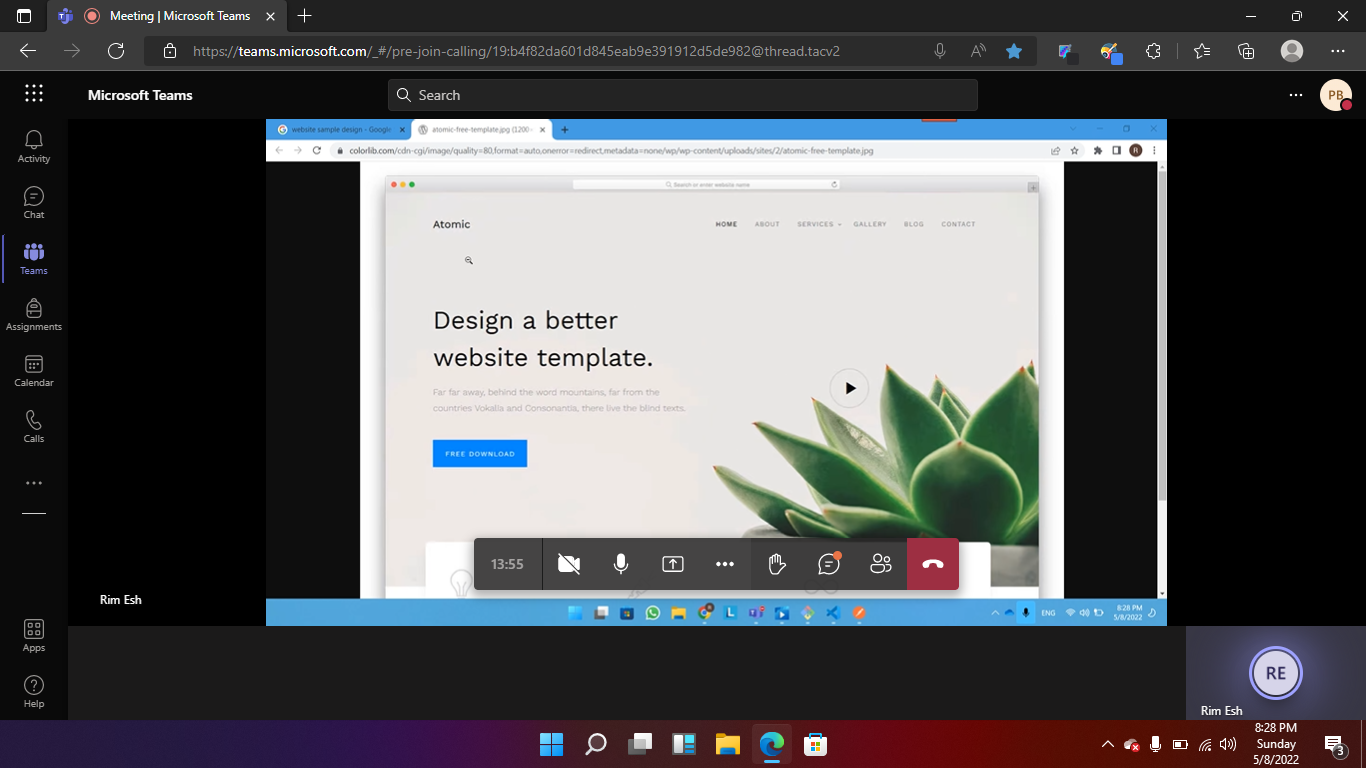 Meeting | Microsoft Teams
https://teams.microsoft.com/_#/pre-join-calling/19:b4f82da601d845eab9e391912d5de982@thread.tacv2
Microsoft Teams
Search
PB
Activity
Chat
Teams
Assignments
Calendar
Calls
Apps
Help
website sample design - Google
atomic-free-template.jpg (1200
colorlib.com/cdn-cgi/image/quality=80,format=auto,onerror=redirect,metadata=none/wp/wp-content/uploads/sites/2/atomic-free-template.jpg
R
Search or enter website name
Atomic
HOME ABOUT SERVICES GALLERY BLOG CONTACT
Design a better
website template.
Far far away, behind the word mountains, far from the
countries Vokalia and Consonantia, there live the blind texts.
FREE DOWNLOAD
13:55
Rim Esh
ENG
8:28 PM
5/8/2022
RE
Rim Esh
8:28 PM
Sunday
5/8/2022
3